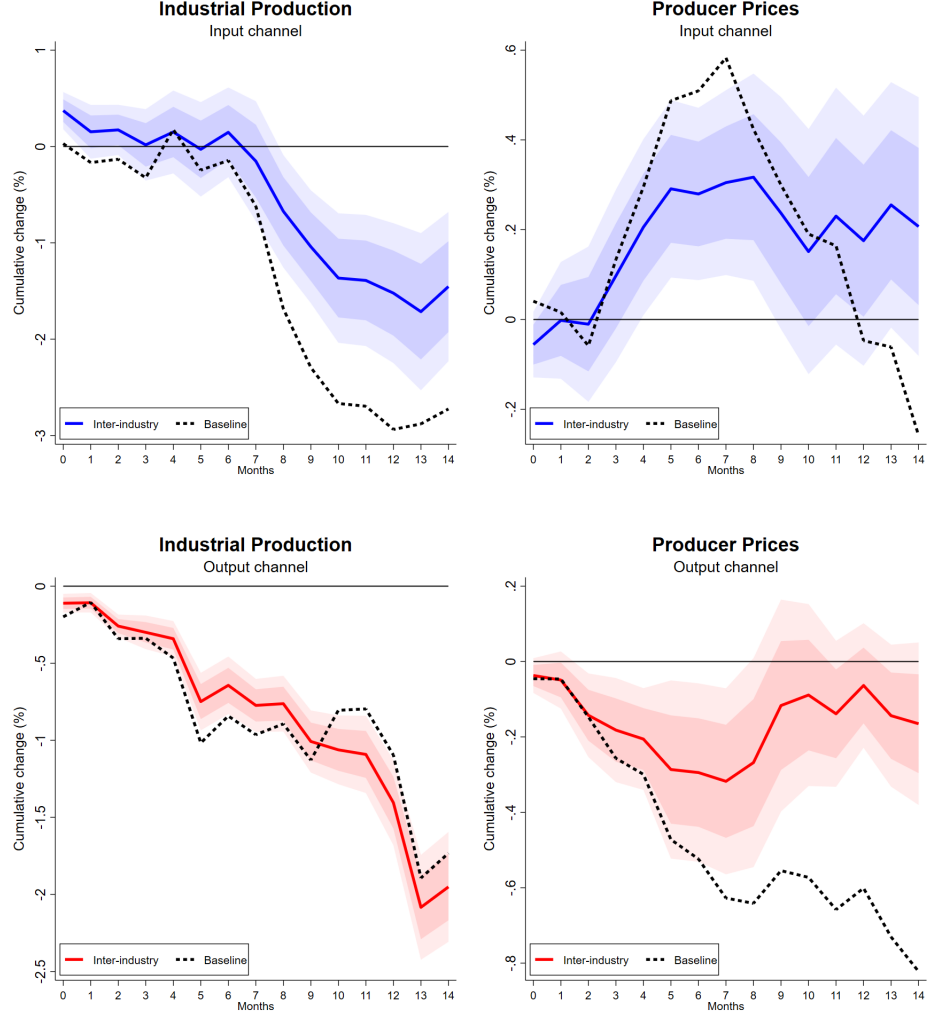 Industrial Production
Input channel
Cumulative change (%)
1
0
-1
-2
-3
Inter-industry
Baseline
0 1 2 3 4 5 6 7 8 9 10 11 12 13 14
Months
Producer Prices
Input channel
Cumulative change (%)
.6
.4
.2
0
-.2
Inter-industry
Baseline
0 1 2 3 4 5 6 7 8 9 10 11 12 13 14
Months
Industrial Production
Output channel
Cumulative change (%)
0
-.5
-1
-1.5
-2
-2.5
Inter-industry
Baseline
0 1 2 3 4 5 6 7 8 9 10 11 12 13 14
Months
Producer Prices
Output channel
Cumulative change (%)
.2
0
-.2
-.4
-.6
-.8
Inter-industry
Baseline
0 1 2 3 4 5 6 7 8 9 10 11 12 13 14
Months